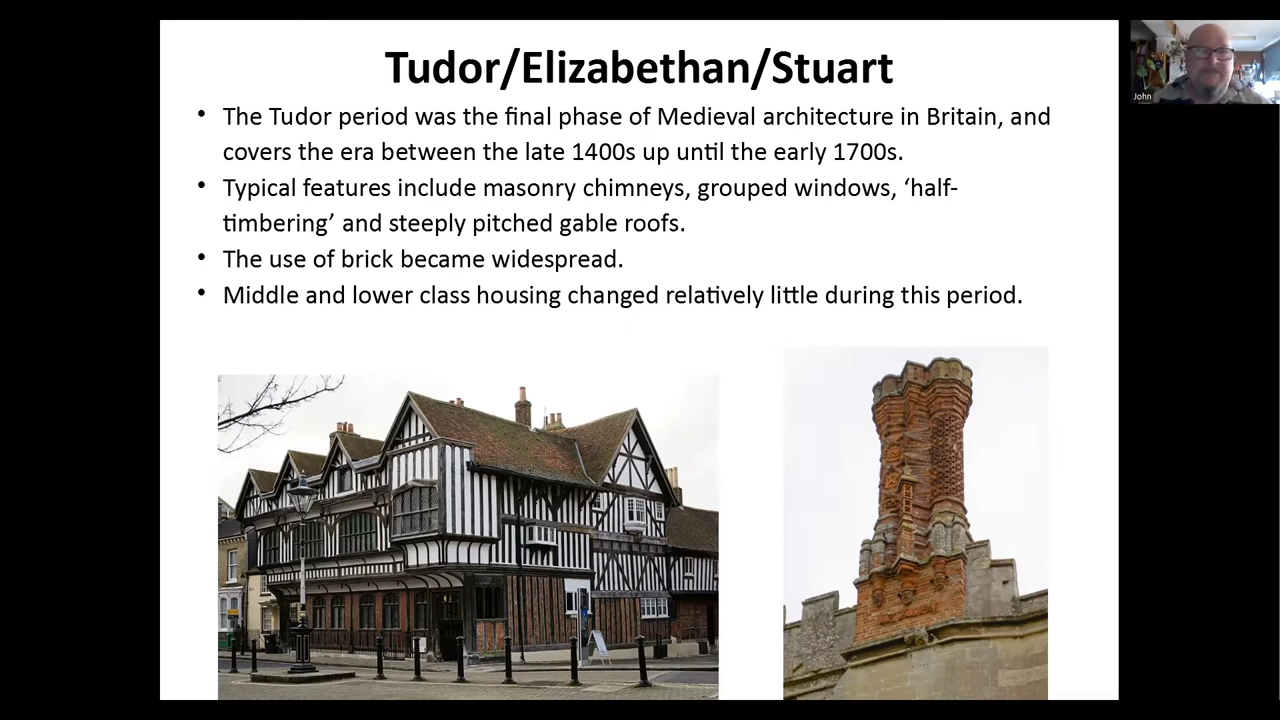 Tudor/Elizabethan/Stuart
• The Tudor period was the final phase of Medieval architecture in Britain, and
covers the era between the late 1400s up until the early 1700s.
• Typical features include masonry chimneys, grouped windows, ‘half-
timbering’ and steeply pitched gable roofs.
• The use of brick became widespread.
• Middle and lower class housing changed relatively little during this period.
John